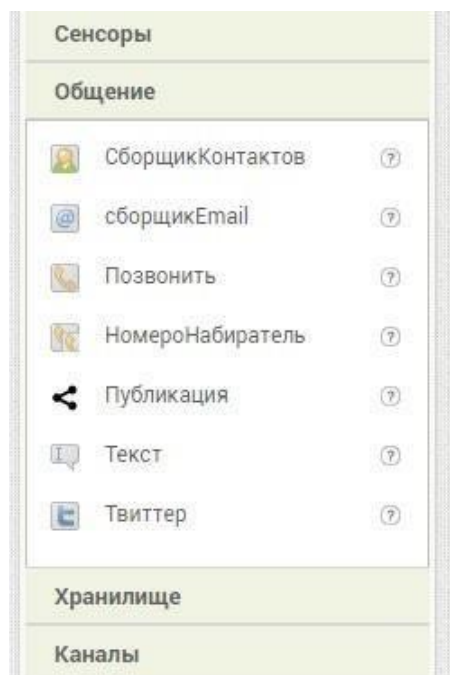 Сенсоры
Общение
СборщикКонтактов ?
@ сборщикEmail ?
Позвонить ?
НомероНабиратель ?
Публикация ?
Текст ?
Твиттер ?
Хранилище
Каналы